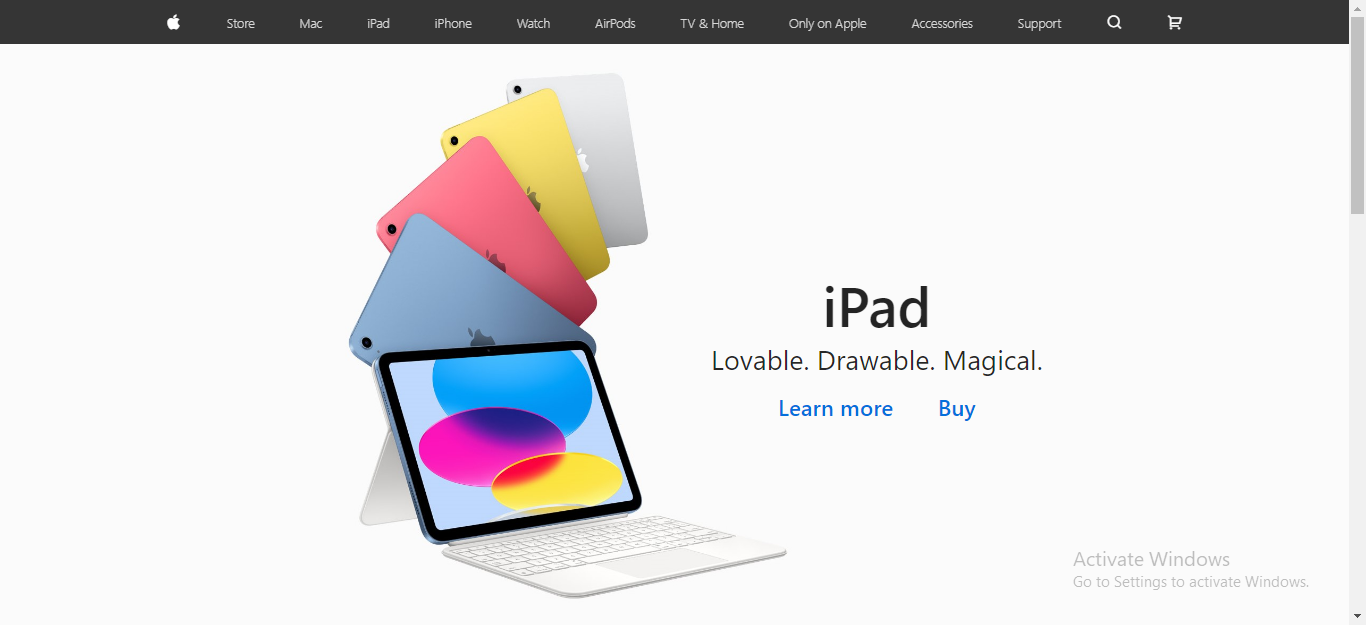 Store Mac iPad iPhone Watch AirPods TV & Home Only on Apple Accessories Support
iPad
Lovable. Drawable. Magical.
Learn more Buy
Activate Windows
Go to Settings to activate Windows.